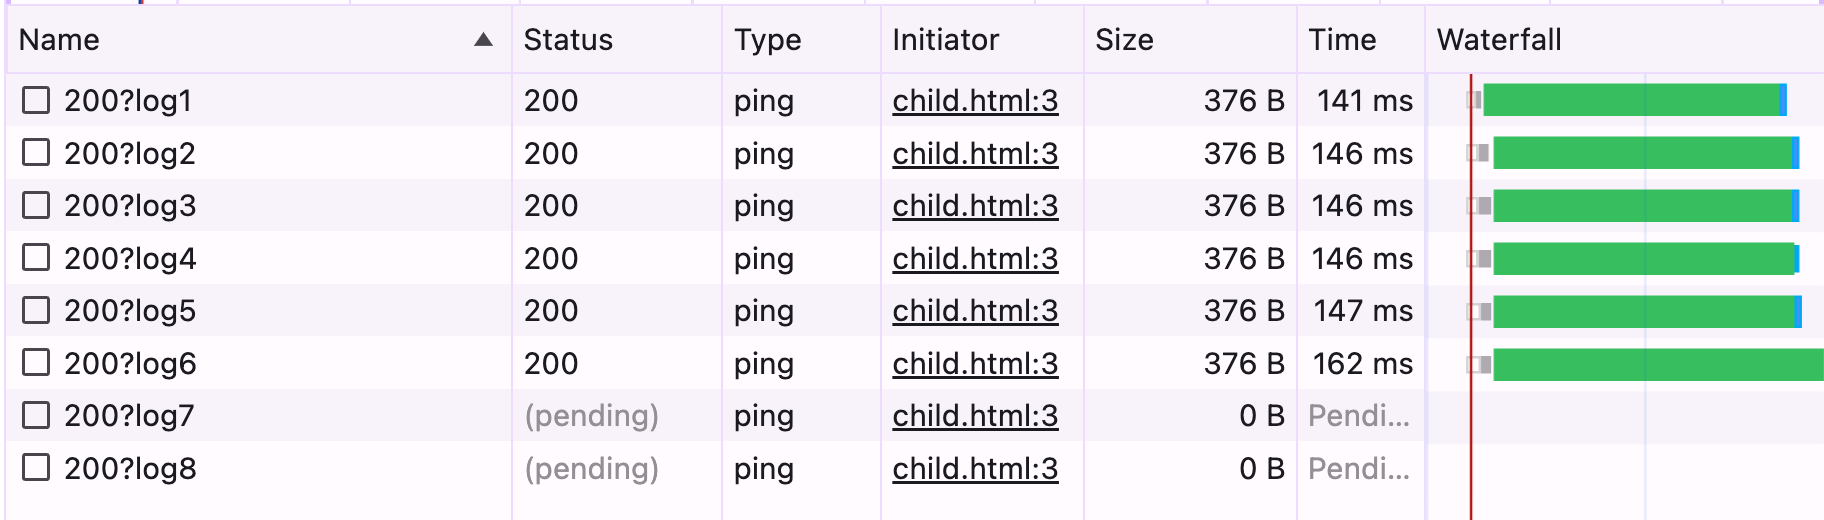 Name Status Type Initiator Size Time Waterfall
200?log1 200 ping child.html:3 376 B 141 ms
200?log2 200 ping child.html:3 376 B 146 ms
200?log3 200 ping child.html:3 376 B 146 ms
200?log4 200 ping child.html:3 376 B 146 ms
200?log5 200 ping child.html:3 376 B 147 ms
200?log6 200 ping child.html:3 376 B 162 ms
200?log7 (pending) ping child.html:3 0 B Pendi...
200?log8 (pending) ping child.html:3 0 B Pendi...